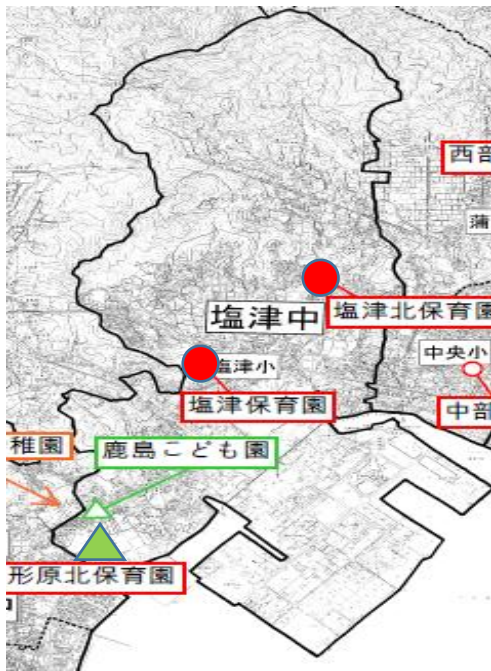 西部
蒲
塩津中
塩津北保育園
塩津小
中央小
塩津保育園
中部
稚園
鹿島こども園
形原北保育園